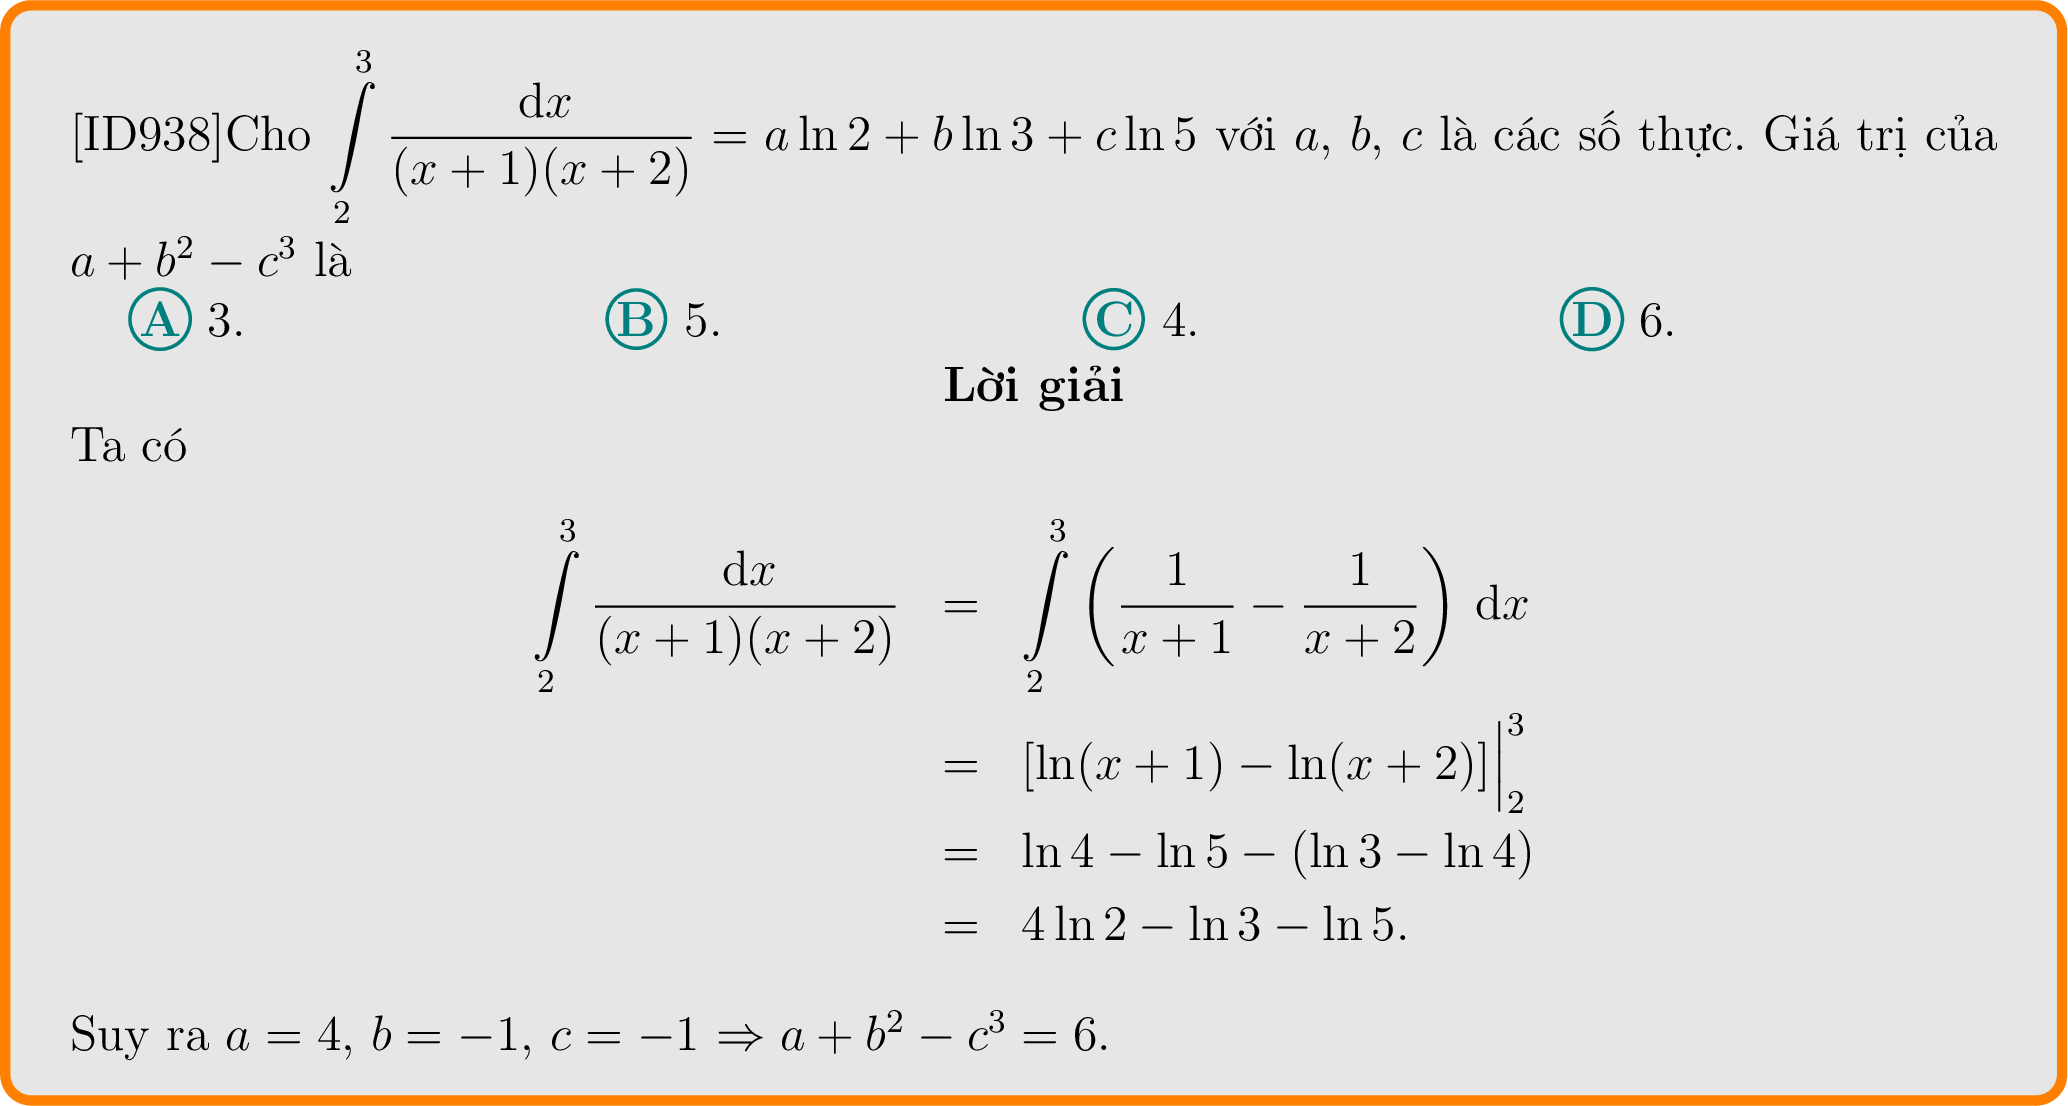 [ID938]Cho $\int\limits_{2}^{3} \frac{\mathrm{d}x}{(x+1)(x+2)} = a\ln 2 + b\ln 3 + c\ln 5$ với $a$, $b$, $c$ là các số thực. Giá trị của
$a + b^2 - c^3$ là
Ⓐ 3. Ⓑ 5. Ⓒ 4. Ⓓ 6.
Lời giải
Ta có
$\int\limits_{2}^{3} \frac{\mathrm{d}x}{(x+1)(x+2)} = \int\limits_{2}^{3} \left( \frac{1}{x+1} - \frac{1}{x+2} \right) \mathrm{d}x$
$= [\ln(x+1) - \ln(x+2)]\Big|_{2}^{3}$
$= \ln 4 - \ln 5 - (\ln 3 - \ln 4)$
$= 4\ln 2 - \ln 3 - \ln 5.$
Suy ra $a = 4$, $b = -1$, $c = -1 \Rightarrow a + b^2 - c^3 = 6.$